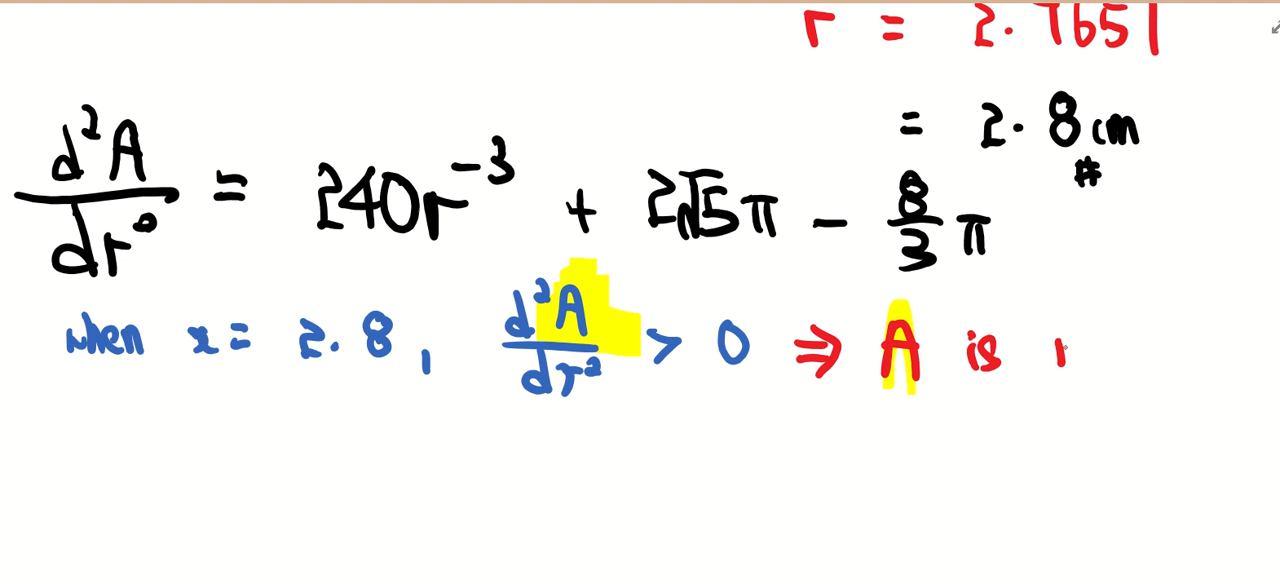 r = 2.7651
= 2.8 cm #
d²A/dr² = 240r⁻³ + 2√5π − 8/3 π
when x = 2.8, d²A/dr² > 0 ⇒ A is